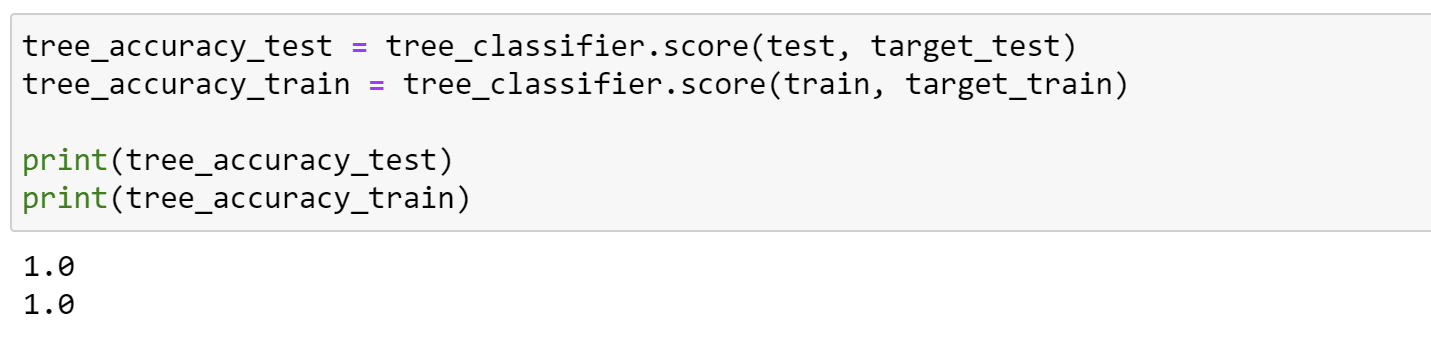 tree_accuracy_test = tree_classifier.score(test, target_test)
tree_accuracy_train = tree_classifier.score(train, target_train)
print(tree_accuracy_test)
print(tree_accuracy_train)
1.0
1.0